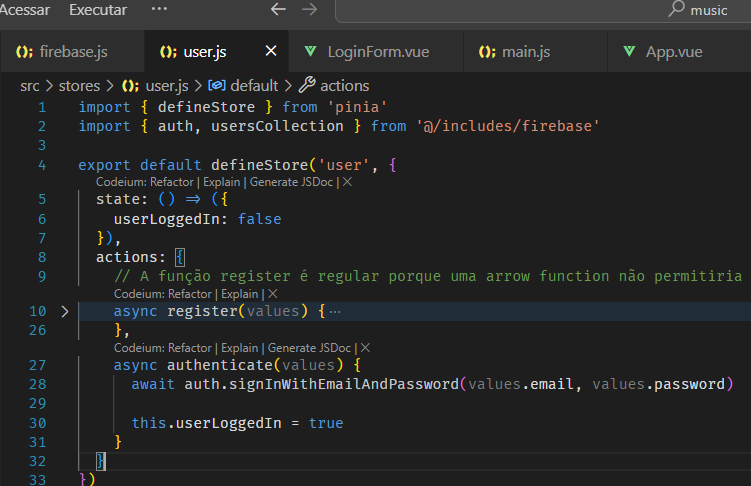 Acessar Executar ··· music
firebase.js user.js LoginForm.vue main.js App.vue
src > stores > user.js > default > actions
1 import { defineStore } from 'pinia'
2 import { auth, usersCollection } from '@/includes/firebase'
3
4 export default defineStore('user', {
Codeium: Refactor | Explain | Generate JSDoc | ×
5 state: () => ({
6 userLoggedIn: false
7 }),
8 actions: {
9 // A função register é regular porque uma arrow function não permitiria
Codeium: Refactor | Explain | ×
10 async register(values) {···
26 },
Codeium: Refactor | Explain | Generate JSDoc | ×
27 async authenticate(values) {
28 await auth.signInWithEmailAndPassword(values.email, values.password)
29
30 this.userLoggedIn = true
31 }
32 }
33 })